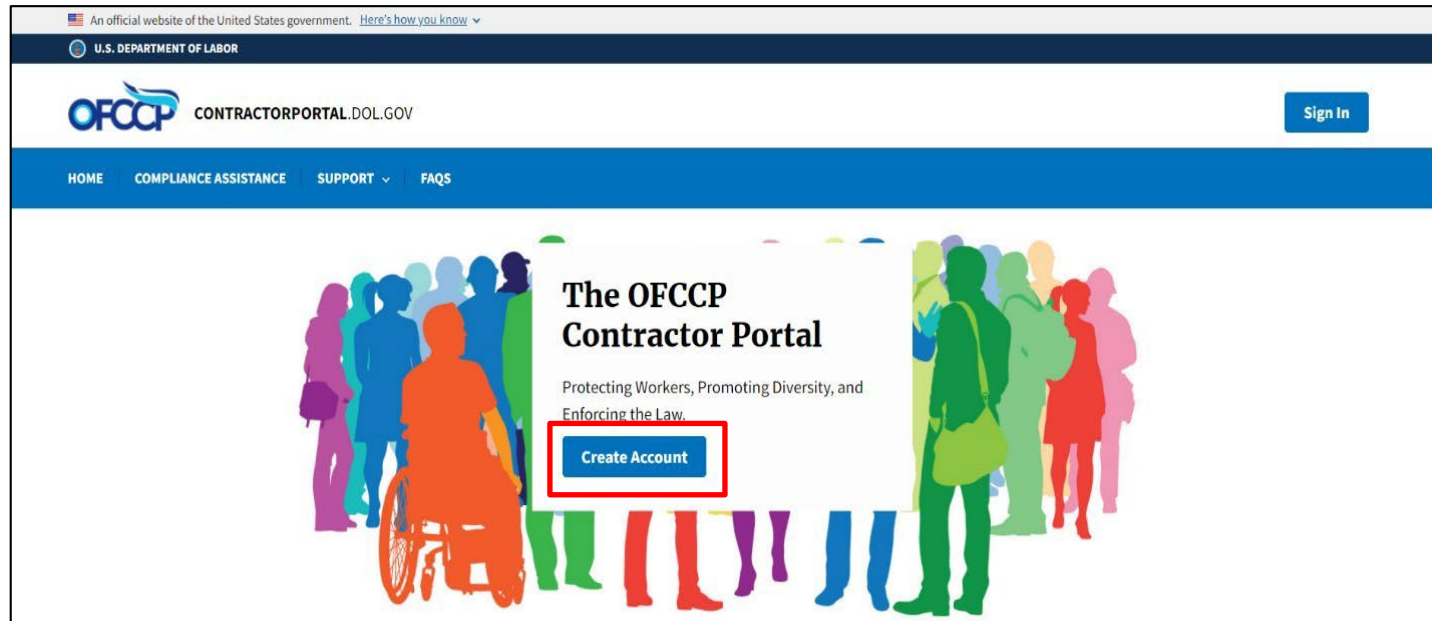 An official website of the United States government. Here's how you know
U.S. DEPARTMENT OF LABOR
OFCCP CONTRACTORPORTAL.DOL.GOV
Sign In
HOME COMPLIANCE ASSISTANCE SUPPORT FAQS
The OFCCP
Contractor Portal
Protecting Workers, Promoting Diversity, and
Enforcing the Law.
Create Account